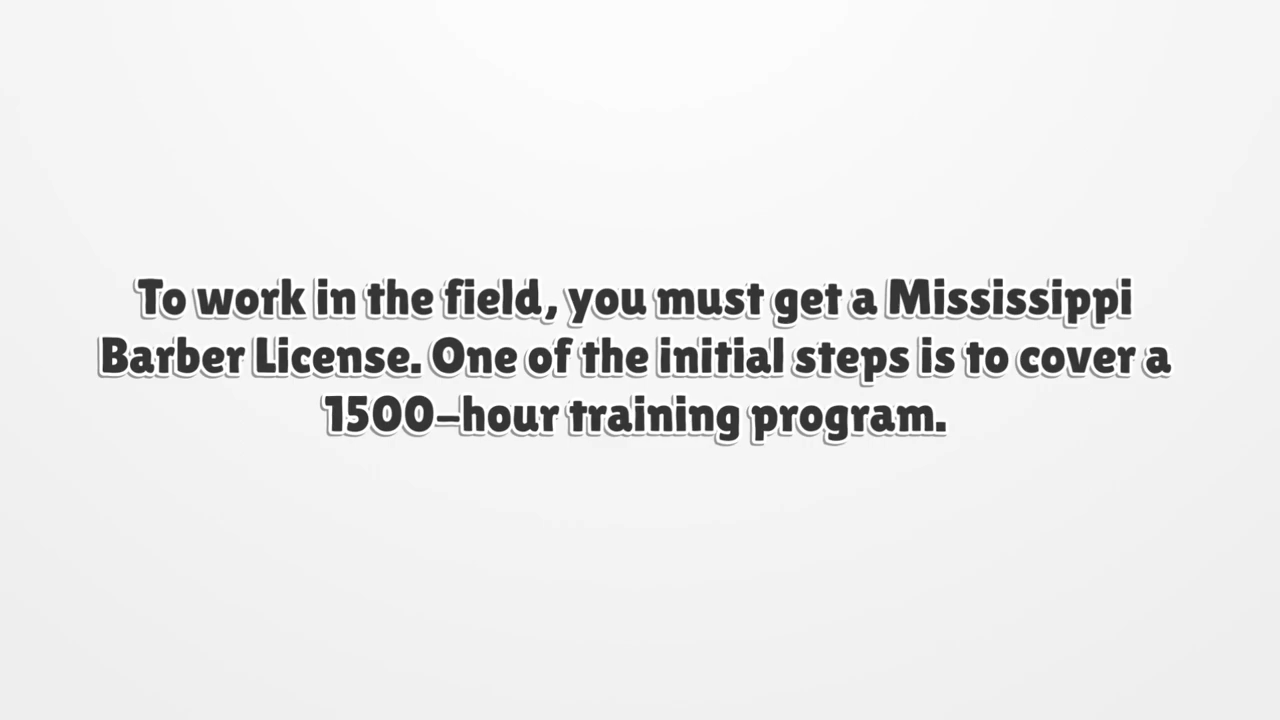 To work in the field, you must get a Mississippi
Barber License. One of the initial steps is to cover a
1500-hour training program.